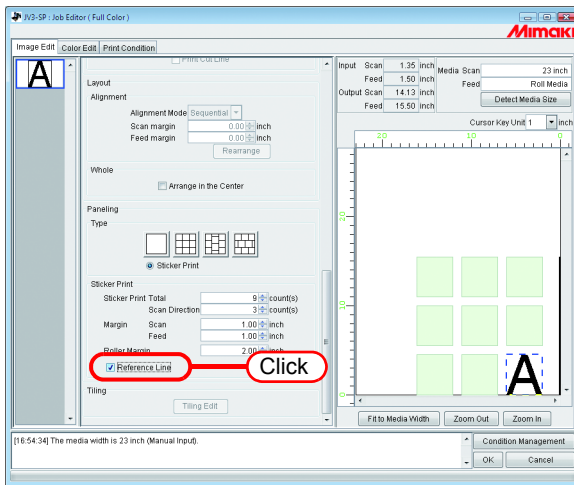 JV3-SP : Job Editor ( Full Color )
Mimaki
Image Edit Color Edit Print Condition
A
Print Cut Line
Layout
Alignment
Alignment Mode Sequential
Scan margin 0.00 inch
Feed margin 0.00 inch
Rearrange
Whole
Arrange in the Center
Paneling
Type
Sticker Print
Sticker Print
Sticker Print Total 9 count(s)
Scan Direction 3 count(s)
Margin Scan 1.00 inch
Feed 1.00 inch
Roller Margin 2.00 inch
Reference Line
Click
Tiling
Tiling Edit
Input Scan 1.35 inch
Feed 1.50 inch
Output Scan 14.13 inch
Feed 15.50 inch
Media Scan 23 inch
Feed Roll Media
Detect Media Size
Cursor Key Unit 1 inch
20 10 0
20
10
0
A
Fit to Media Width Zoom Out Zoom In
[16:54:34] The media width is 23 inch (Manual Input).
Condition Management
OK Cancel